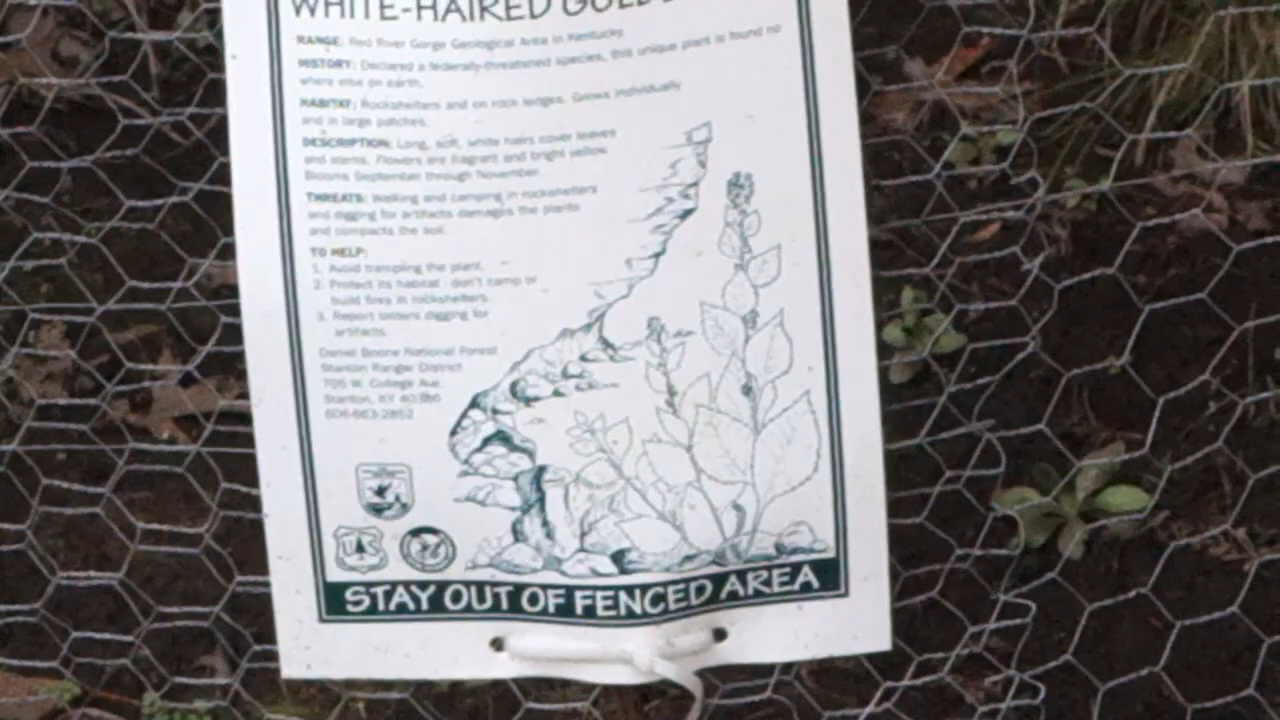 WHITE-HAIRED
RANGE: Red River Gorge Geological Area in Kentucky.
HISTORY: Declared a federally-threatened species, this unique plant is found no
where else on earth.
HABITAT: Rockshelters and on rock ledges. Grows individually
and in large patches.
DESCRIPTION: Long, soft, white hairs cover leaves
and stems. Flowers are fragrant and bright yellow.
Blooms September through November.
THREATS: Walking and camping in rockshelters
and digging for artifacts damages the plants
and compacts the soil.
TO HELP:
1. Avoid trampling the plant.
2. Protect its habitat - don't camp or
build fires in rockshelters.
3. Report looters digging for
artifacts.
Daniel Boone National Forest
Stanton Ranger District
705 W. College Ave.
Stanton, KY 40380
606-663-2852
U S
STAY OUT OF FENCED AREA